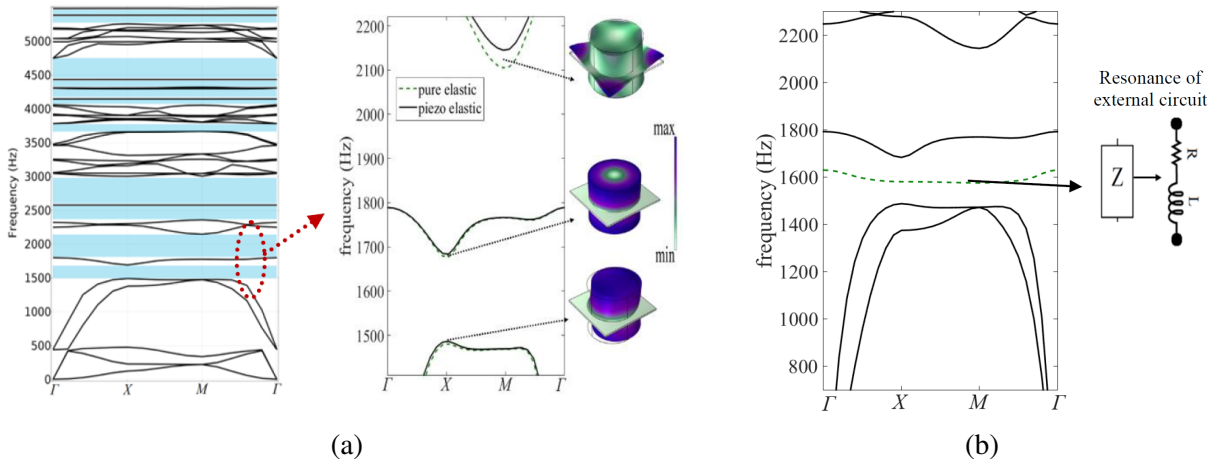 5000
4500
4000
3500
3000
2500
2000
1500
1000
500
0
Frequency (Hz)
Γ X M Γ
2200
2100
2000
1900
1800
1700
1600
1500
frequency (Hz)
Γ X M Γ
pure elastic
piezo elastic
max
min
2200
2000
1800
1600
1400
1200
1000
800
frequency (Hz)
Γ X M Γ
Resonance of
external circuit
Z
R
L
(a)
(b)